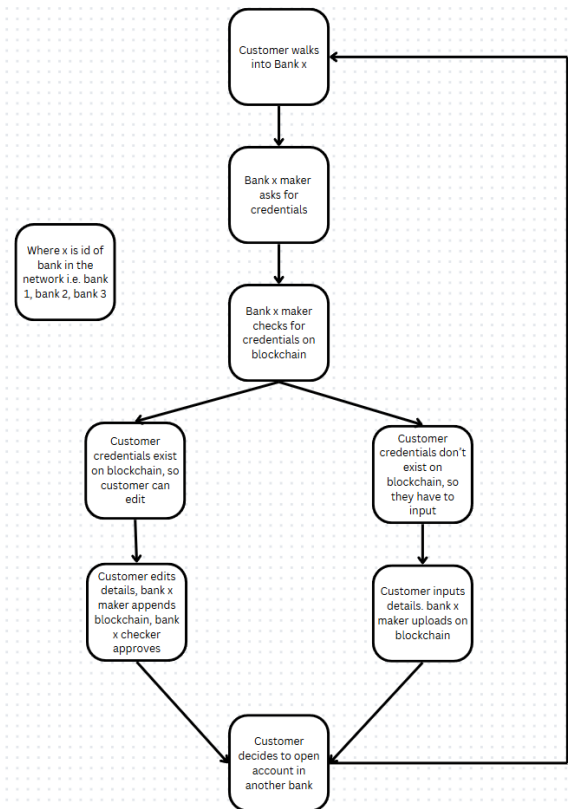 Customer walks
into Bank x
Bank x maker
asks for
credentials
Where x is id of
bank in the
network i.e. bank
1, bank 2, bank 3
Bank x maker
checks for
credentials on
blockchain
Customer
credentials exist
on blockchain, so
customer can
edit
Customer
credentials don't
exist on
blockchain, so
they have to
input
Customer edits
details, bank x
maker appends
blockchain, bank
x checker
approves
Customer inputs
details. bank x
maker uploads on
blockchain
Customer
decides to open
account in
another bank